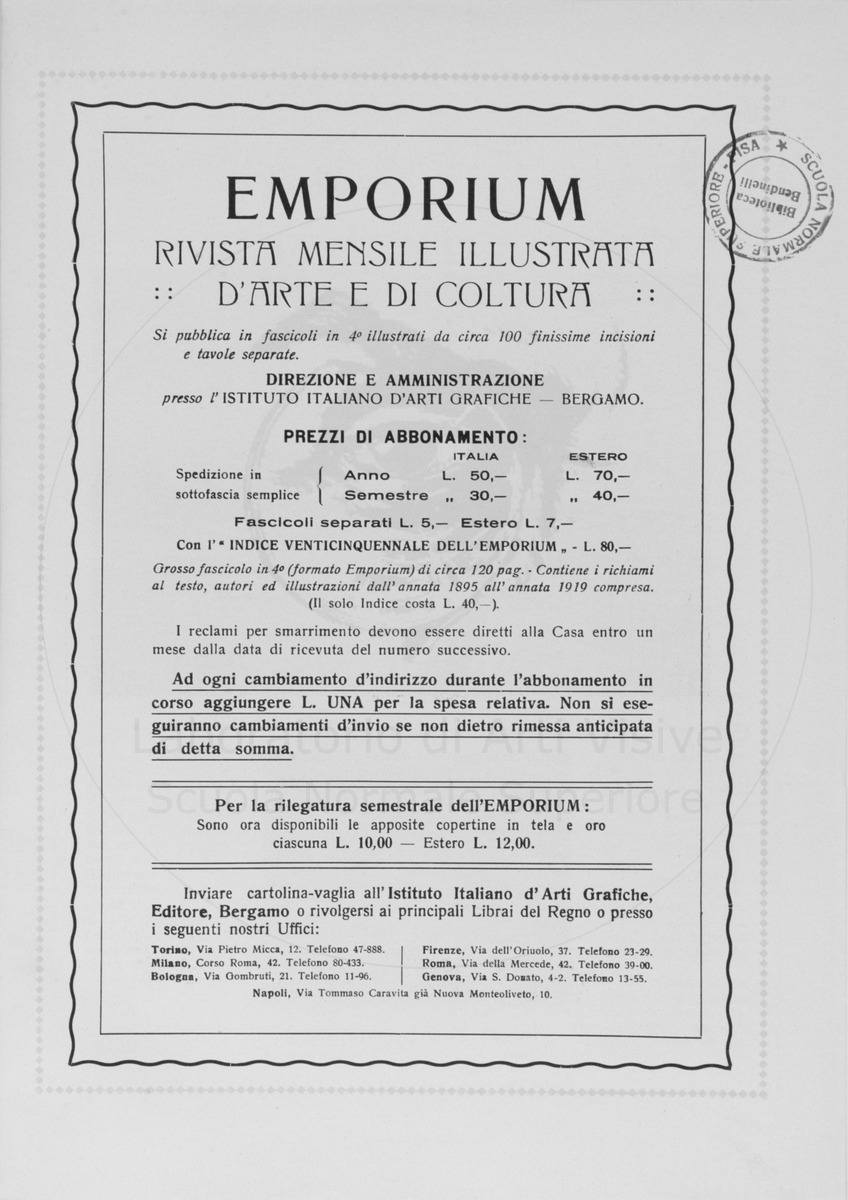 EMPORIUM
RIVISTA MENSILE ILLUSTRATA
:: D'ARTE E DI COLTURA ::
Si pubblica in fascicoli in 4º illustrati da circa 100 finissime incisioni
e tavole separate.
DIREZIONE E AMMINISTRAZIONE
presso l'ISTITUTO ITALIANO D'ARTI GRAFICHE — BERGAMO.
PREZZI DI ABBONAMENTO:
ITALIA ESTERO
Spedizione in { Anno L. 50,— L. 70,—
sottofascia semplice { Semestre „ 30,— „ 40,—
Fascicoli separati L. 5,— Estero L. 7,—
Con l'“ INDICE VENTICINQUENNALE DELL'EMPORIUM „ - L. 80,—
Grosso fascicolo in 4º (formato Emporium) di circa 120 pag. - Contiene i richiami
al testo, autori ed illustrazioni dall'annata 1895 all'annata 1919 compresa.
(Il solo Indice costa L. 40,—).
I reclami per smarrimento devono essere diretti alla Casa entro un
mese dalla data di ricevuta del numero successivo.
Ad ogni cambiamento d'indirizzo durante l'abbonamento in
corso aggiungere L. UNA per la spesa relativa. Non si ese-
guiranno cambiamenti d'invio se non dietro rimessa anticipata
di detta somma.
Per la rilegatura semestrale dell'EMPORIUM:
Sono ora disponibili le apposite copertine in tela e oro
ciascuna L. 10,00 — Estero L. 12,00.
Inviare cartolina-vaglia all'Istituto Italiano d'Arti Grafiche,
Editore, Bergamo o rivolgersi ai principali Librai del Regno o presso
i seguenti nostri Uffici:
Torino, Via Pietro Micca, 12. Telefono 47-888.
Milano, Corso Roma, 42. Telefono 80-433.
Bologna, Via Gombruti, 21. Telefono 11-96.
Firenze, Via dell'Oriuolo, 37. Telefono 23-29.
Roma, Via della Mercede, 42. Telefono 39-00.
Genova, Via S. Donato, 4-2. Telefono 13-55.
Napoli, Via Tommaso Caravita già Nuova Monteoliveto, 10.
SCUOLA NORMALE SUPERIORE - PISA
Biblioteca
Bendinelli
Laboratorio di Arti Visive
Scuola Normale Superiore